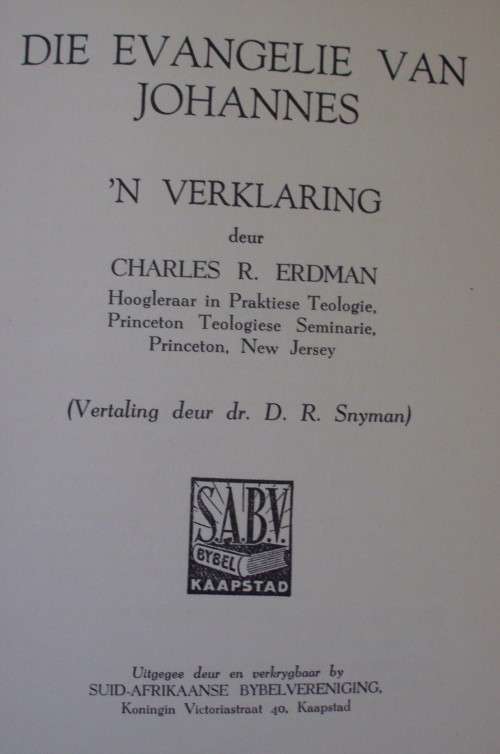 DIE EVANGELIE VAN
JOHANNES
'N VERKLARING
deur
CHARLES R. ERDMAN
Hoogleraar in Praktiese Teologie,
Princeton Teologiese Seminarie,
Princeton, New Jersey
(Vertaling deur dr. D. R. Snyman)
S.A.B.V.
BYBEL
KAAPSTAD
Uitgegee deur en verkrygbaar by
SUID-AFRIKAANSE BYBELVERENIGING,
Koningin Victoriastraat 40, Kaapstad